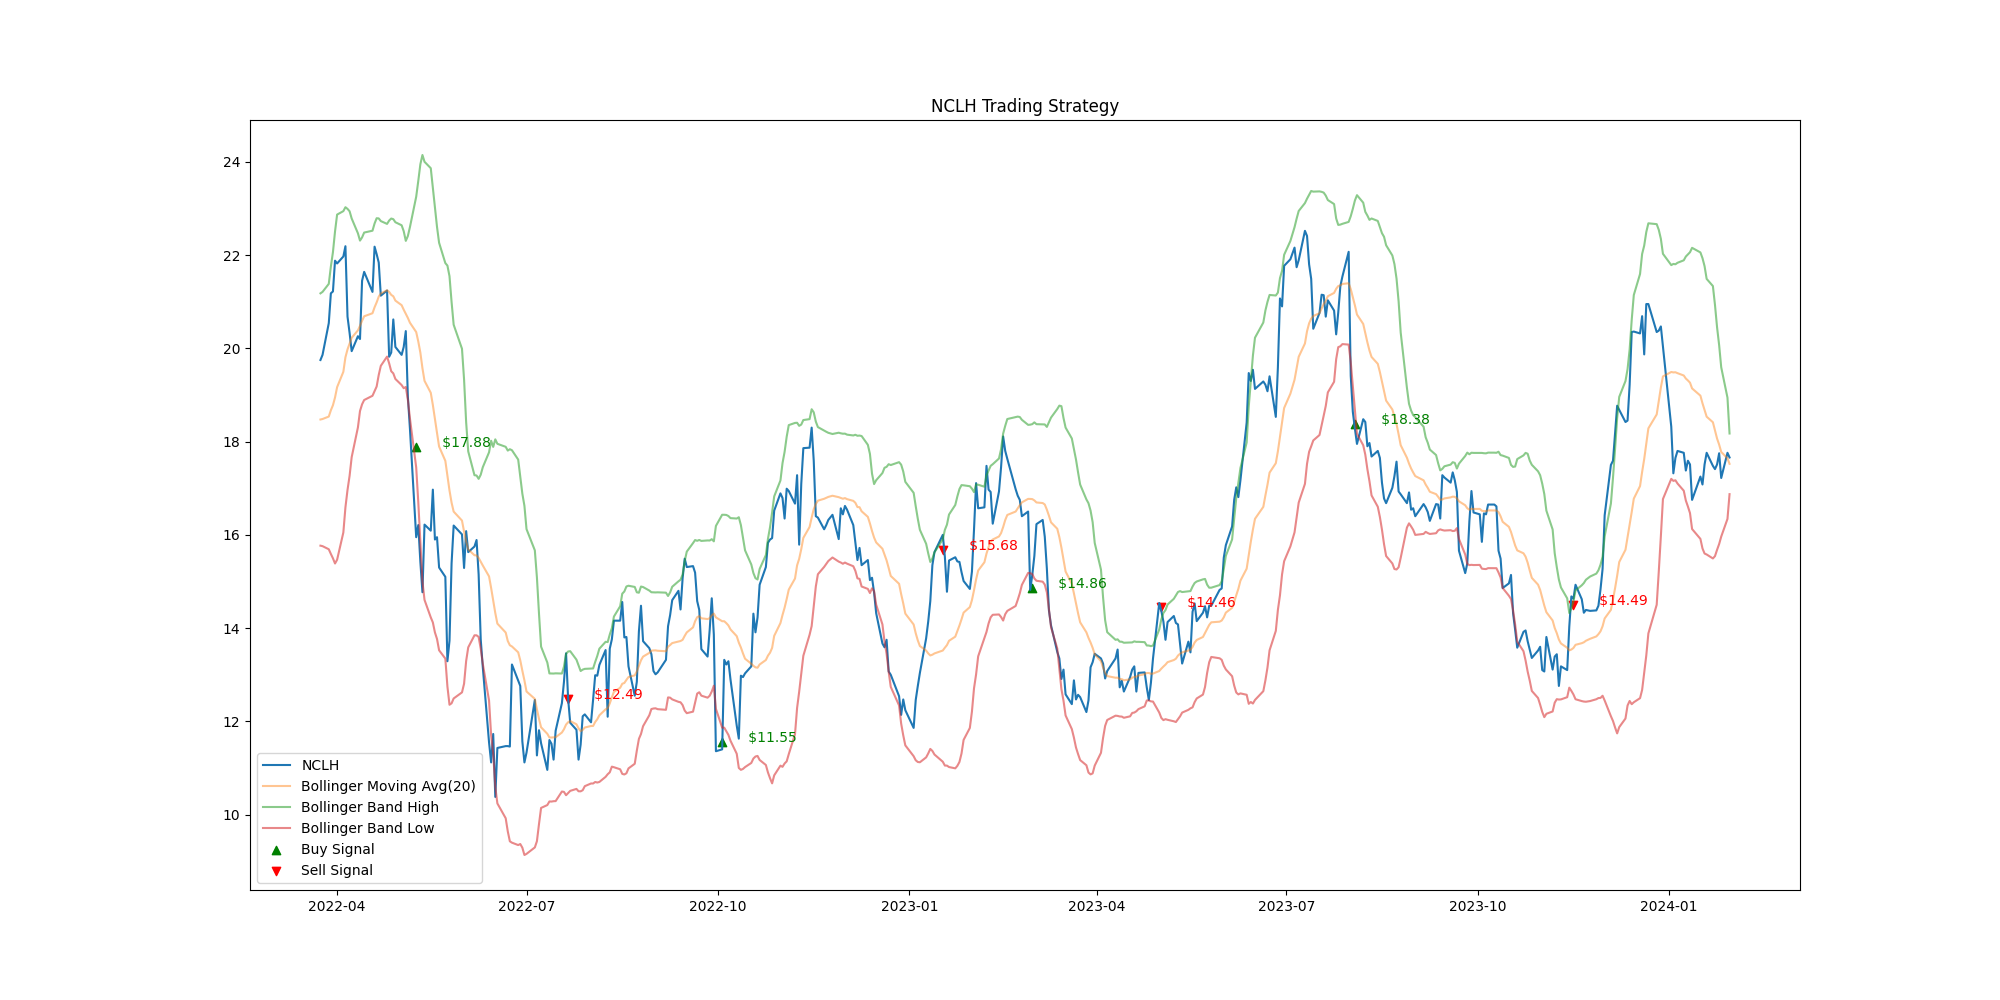 NCLH Trading Strategy
24
22
20
18
16
14
12
10
$17.88
$12.49
$11.55
$15.68
$14.86
$14.46
$18.38
$14.49
NCLH
Bollinger Moving Avg(20)
Bollinger Band High
Bollinger Band Low
Buy Signal
Sell Signal
2022-04 2022-07 2022-10 2023-01 2023-04 2023-07 2023-10 2024-01